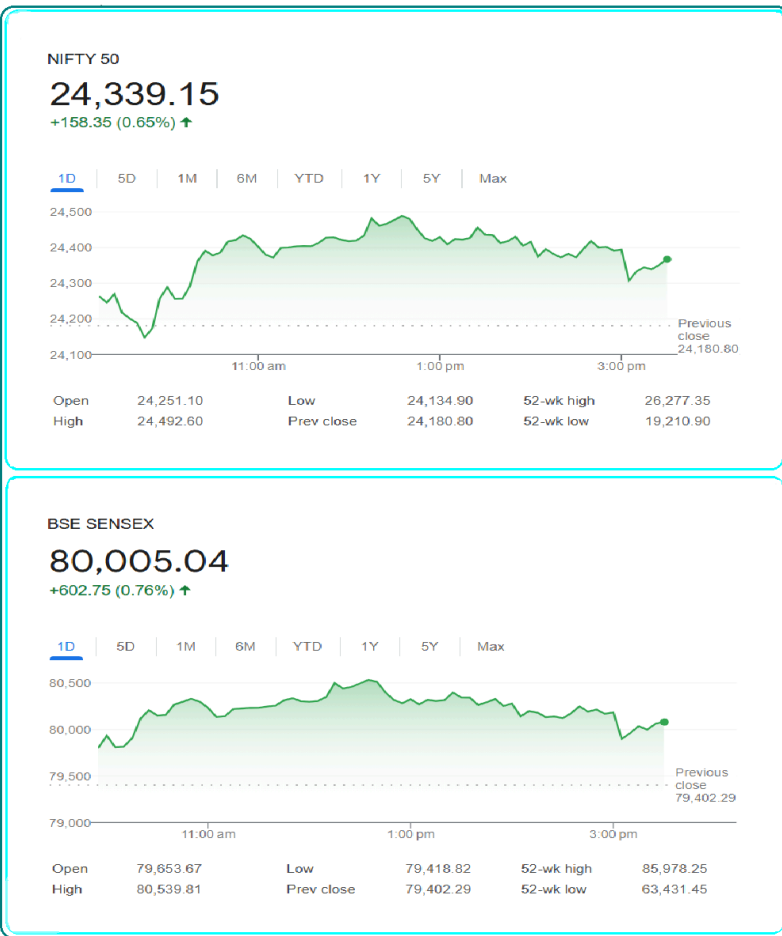 NIFTY 50
24,339.15
+158.35 (0.65%) ↑
1D 5D 1M 6M YTD 1Y 5Y Max
24,500
24,400
24,300
24,200
24,100
Previous
close
24,180.80
11:00 am 1:00 pm 3:00 pm
Open 24,251.10 Low 24,134.90 52-wk high 26,277.35
High 24,492.60 Prev close 24,180.80 52-wk low 19,210.90
BSE SENSEX
80,005.04
+602.75 (0.76%) ↑
1D 5D 1M 6M YTD 1Y 5Y Max
80,500
80,000
79,500
79,000
Previous
close
79,402.29
11:00 am 1:00 pm 3:00 pm
Open 79,653.67 Low 79,418.82 52-wk high 85,978.25
High 80,539.81 Prev close 79,402.29 52-wk low 63,431.45